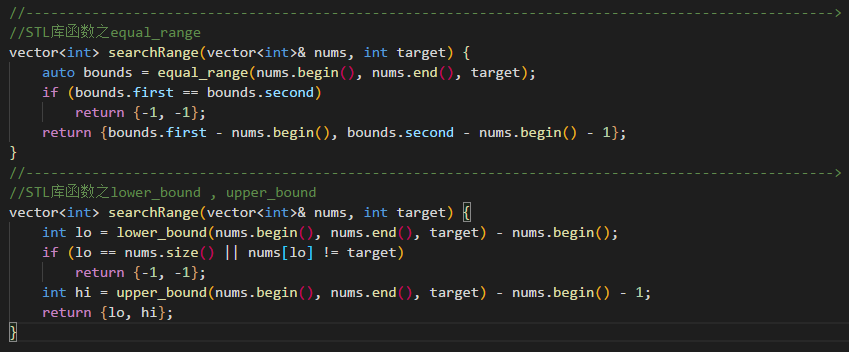 //------------------------------------------------------------------------------------------------->
//STL库函数之equal_range
vector<int> searchRange(vector<int>& nums, int target) {
    auto bounds = equal_range(nums.begin(), nums.end(), target);
    if (bounds.first == bounds.second)
        return {-1, -1};
    return {bounds.first - nums.begin(), bounds.second - nums.begin() - 1};
}
//------------------------------------------------------------------------------------------------->
//STL库函数之lower_bound , upper_bound
vector<int> searchRange(vector<int>& nums, int target) {
    int lo = lower_bound(nums.begin(), nums.end(), target) - nums.begin();
    if (lo == nums.size() || nums[lo] != target)
        return {-1, -1};
    int hi = upper_bound(nums.begin(), nums.end(), target) - nums.begin() - 1;
    return {lo, hi};
}